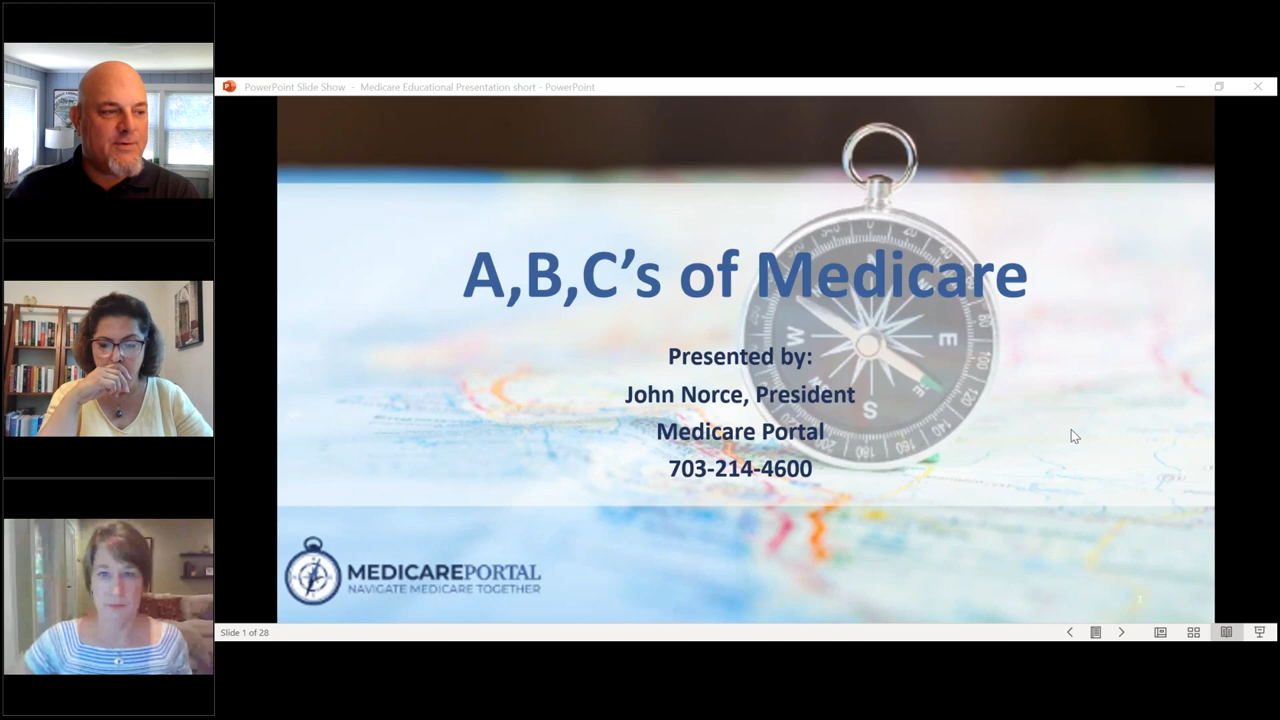 PowerPoint Slide Show - Medicare Educational Presentation short - PowerPoint
A,B,C’s of Medicare
Presented by:
John Norce, President
Medicare Portal
703-214-4600
MEDICAREPORTAL
NAVIGATE MEDICARE TOGETHER
1
Slide 1 of 28
W
E
S